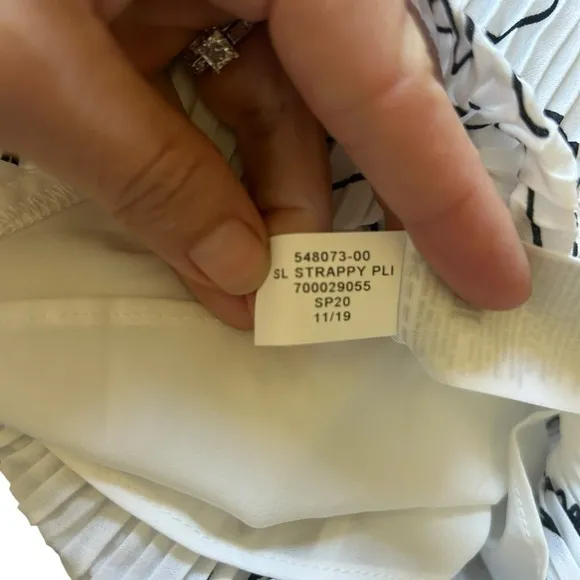 548073-00
SL STRAPPY PLI
700029055
SP20
11/19